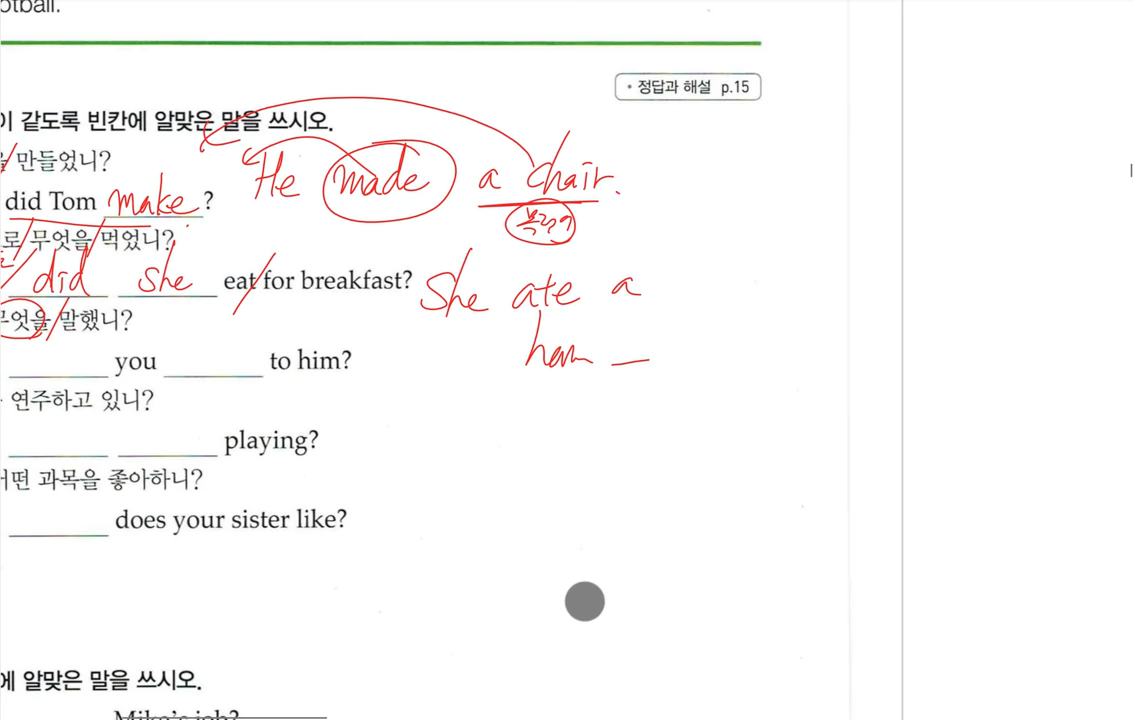 otball.
• 정답과 해설 p.15
이 같도록 빈칸에 알맞은 말을 쓰시오.
을 만들었니?
did Tom make ?
He made a chair.
목적어
로 무엇을 먹었니?
did she eat for breakfast?
She ate a
ham
무엇을 말했니?
you to him?
연주하고 있니?
playing?
어떤 과목을 좋아하니?
does your sister like?
에 알맞은 말을 쓰시오.
Mike's job?